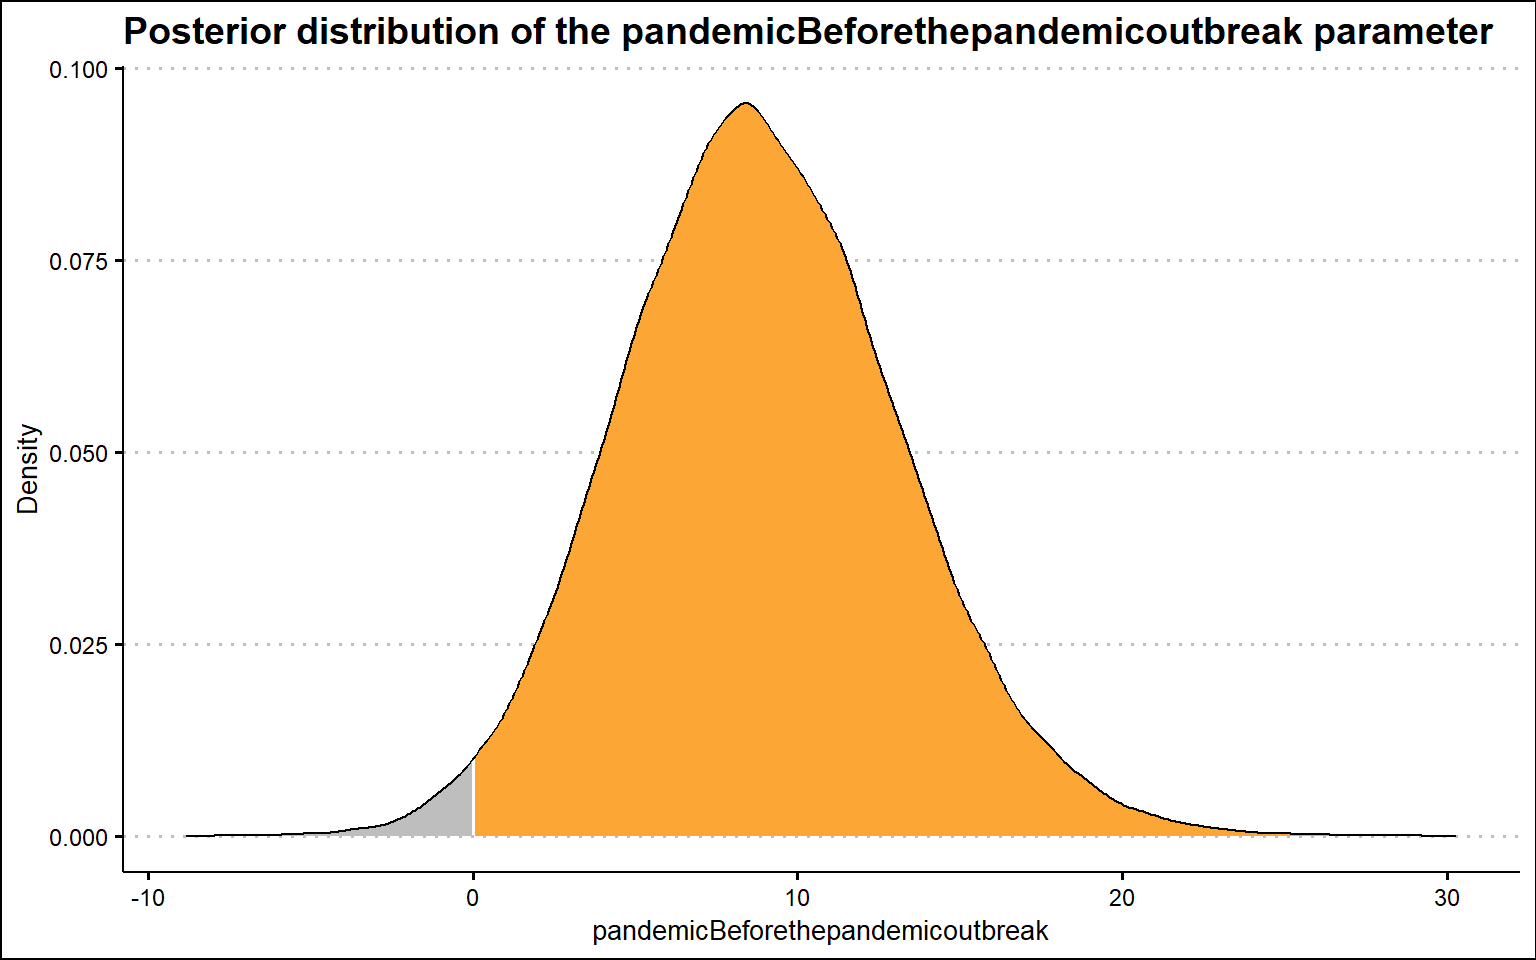 Posterior distribution of the pandemicBeforethepandemicoutbreak parameter
0.100
0.075
0.050
0.025
0.000
Density
-10 0 10 20 30
pandemicBeforethepandemicoutbreak